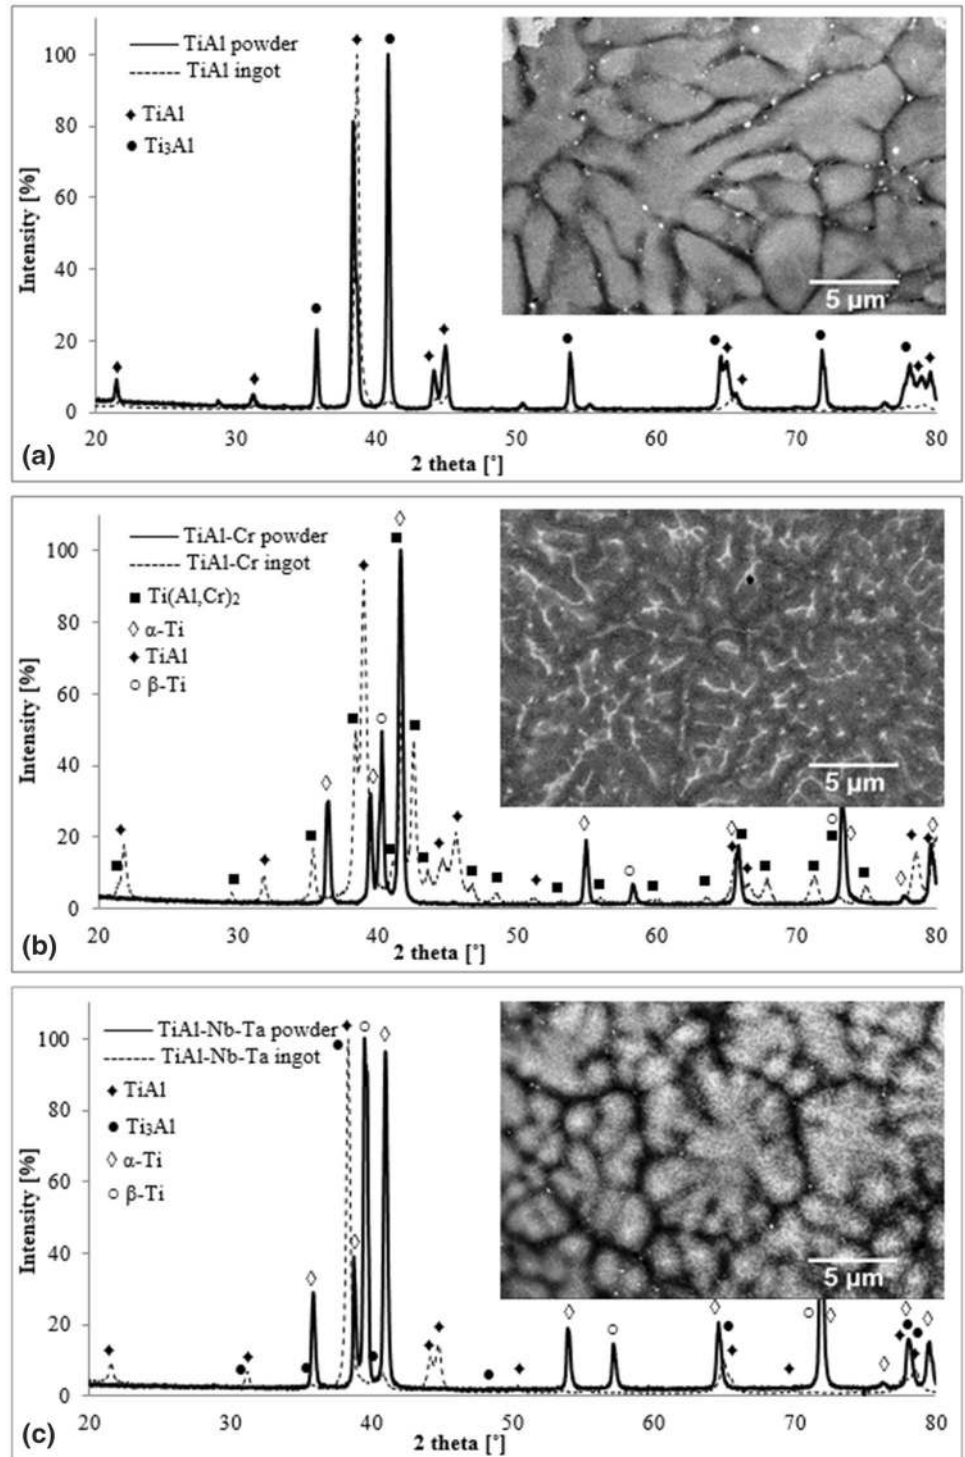 TiAl powder
TiAl ingot
TiAl
Ti₃Al
100
80
60
40
20
0
Intensity [%]
20 30 40 50 60 70 80
2 theta [°]
5 µm
(a)
TiAl-Cr powder
TiAl-Cr ingot
Ti(Al,Cr)₂
α-Ti
TiAl
β-Ti
100
80
60
40
20
0
Intensity [%]
20 30 40 50 60 70 80
2 theta [°]
5 µm
(b)
TiAl-Nb-Ta powder
TiAl-Nb-Ta ingot
TiAl
Ti₃Al
α-Ti
β-Ti
100
80
60
40
20
0
Intensity [%]
20 30 40 50 60 70 80
2 theta [°]
5 µm
(c)